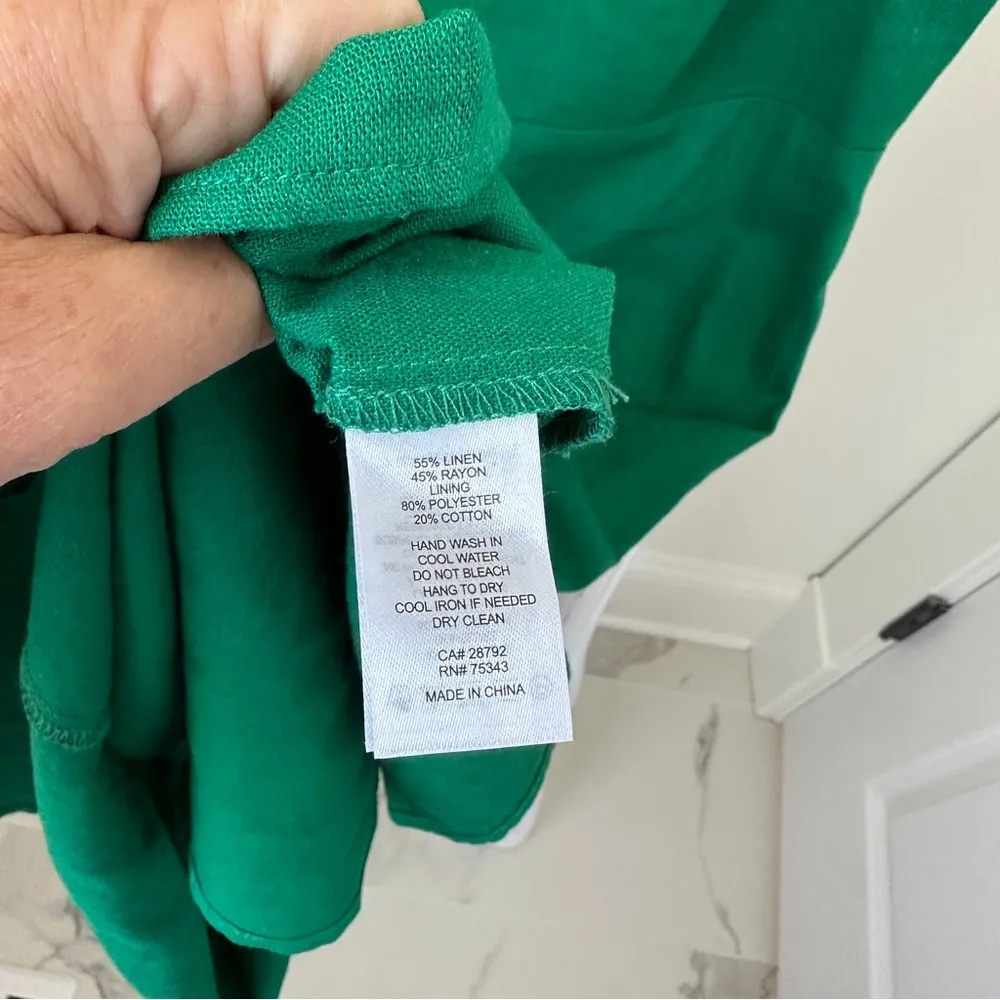 55% LINEN
45% RAYON
LINING
80% POLYESTER
20% COTTON
HAND WASH IN
COOL WATER
DO NOT BLEACH
HANG TO DRY
COOL IRON IF NEEDED
DRY CLEAN
CA# 28792
RN# 75343
MADE IN CHINA